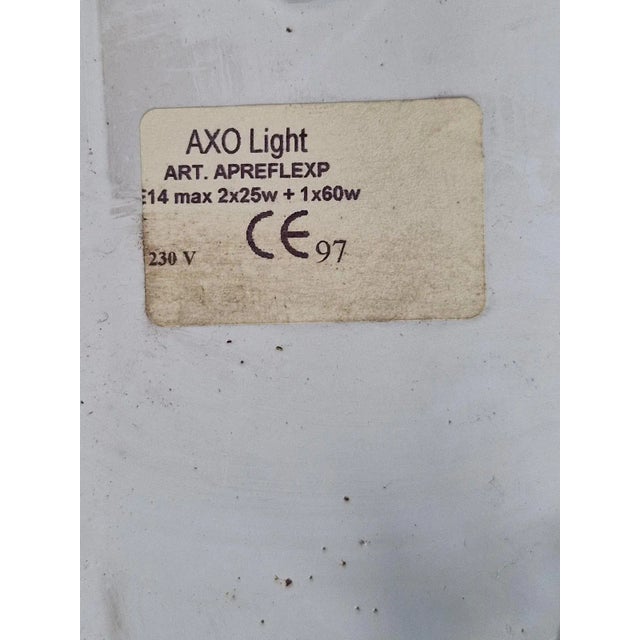 AXO Light
ART. APREFLEXP
E14 max 2x25w + 1x60w
230 V CE 97